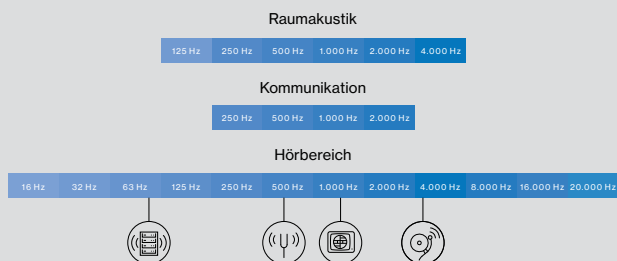 Raumakustik
125 Hz 250 Hz 500 Hz 1.000 Hz 2.000 Hz 4.000 Hz
Kommunikation
250 Hz 500 Hz 1.000 Hz 2.000 Hz
Hörbereich
16 Hz 32 Hz 63 Hz 125 Hz 250 Hz 500 Hz 1.000 Hz 2.000 Hz 4.000 Hz 8.000 Hz 16.000 Hz 20.000 Hz